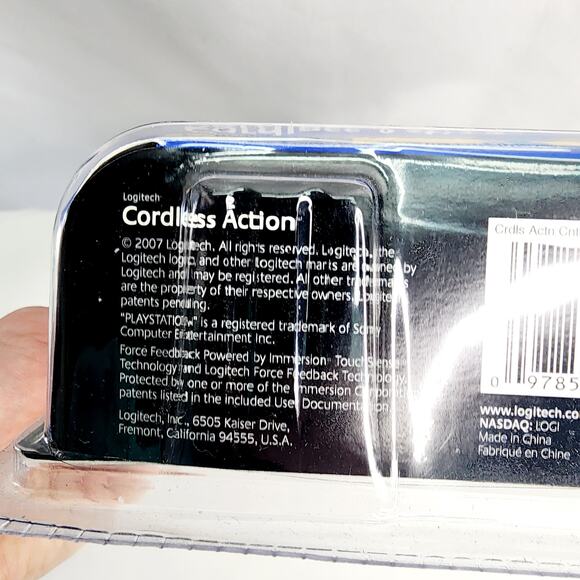 Logitech
Cordless Action™
© 2007 Logitech. All rights reserved. Logitech, the
Logitech logo, and other Logitech marks are owned by
Logitech and may be registered. All other trademarks
are the property of their respective owners. Logitech
patents pending.
"PLAYSTATION" is a registered trademark of Sony
Computer Entertainment Inc.
Force Feedback Powered by Immersion® TouchSense
Technology and Logitech Force Feedback Technology.
Protected by one or more of the Immersion Corporation
patents listed in the included User Documentation.
Logitech, Inc., 6505 Kaiser Drive,
Fremont, California 94555, U.S.A.
Crdls Actn
0 9785
www.logitech.co
NASDAQ: LOGI
Made in China
Fabriqué en Chine